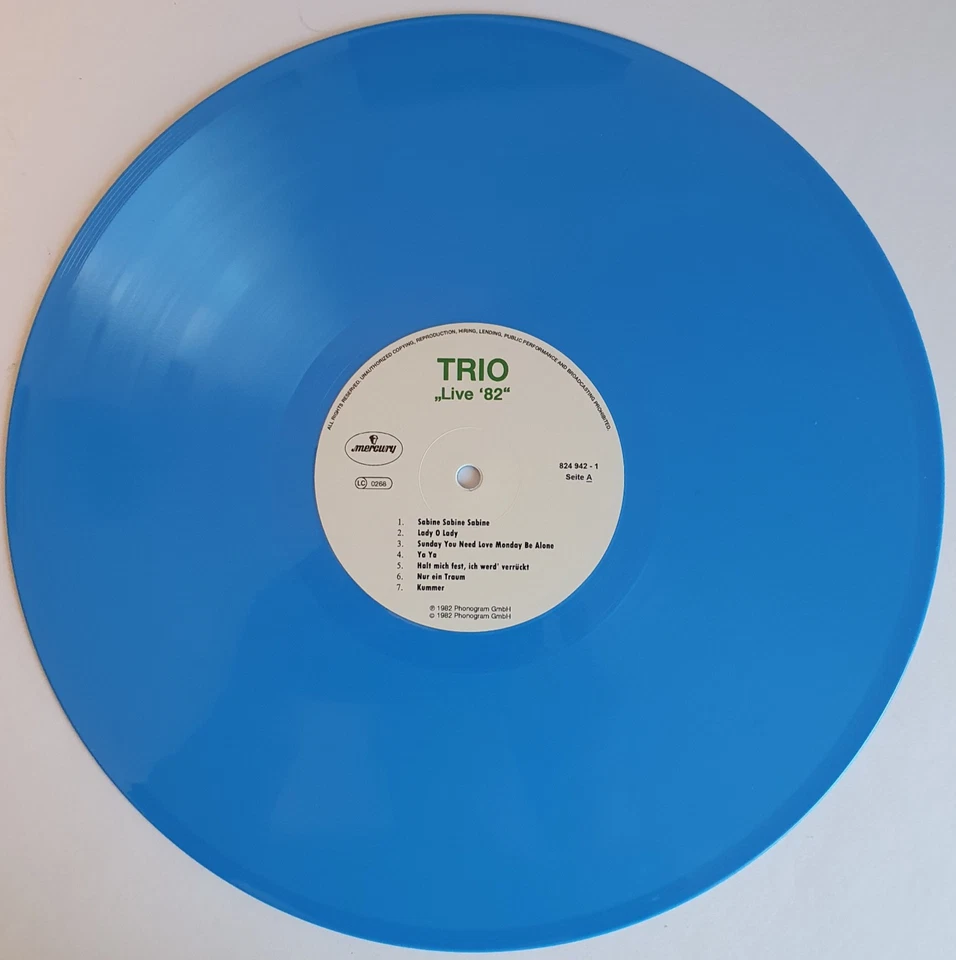 ALL RIGHTS RESERVED, UNAUTHORIZED COPYING, REPRODUCTION, HIRING, LENDING, PUBLIC PERFORMANCE AND BROADCASTING PROHIBITED.
TRIO
„Live ‘82“
mercury
LC 0268
824 942 - 1
Seite A
1. Sabine Sabine Sabine
2. Lady O Lady
3. Sunday You Need Love Monday Be Alone
4. Ya Ya
5. Halt mich fest, ich werd' verrückt
6. Nur ein Traum
7. Kummer
℗ 1982 Phonogram GmbH
© 1982 Phonogram GmbH